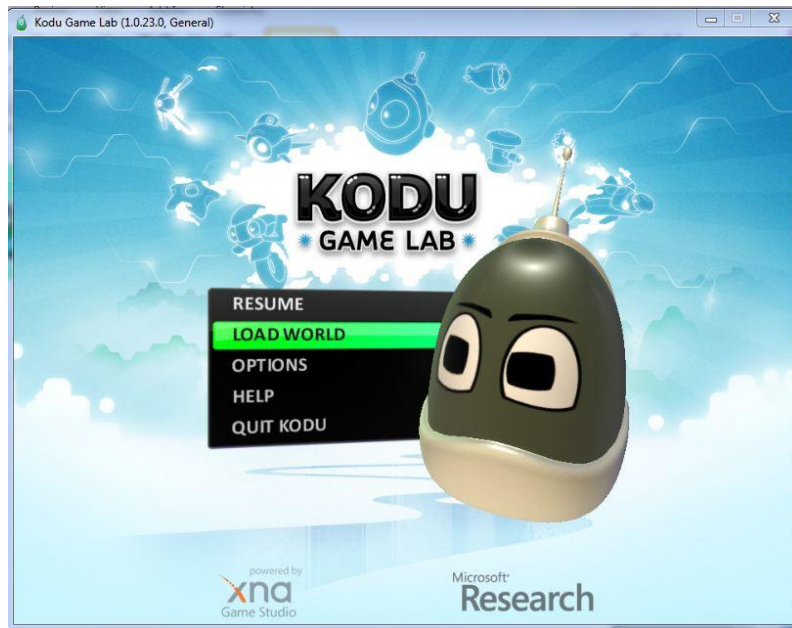 Kodu Game Lab (1.0.23.0, General)
KODU
GAME LAB
RESUME
LOAD WORLD
OPTIONS
HELP
QUIT KODU
powered by
xna
Game Studio
Microsoft
Research